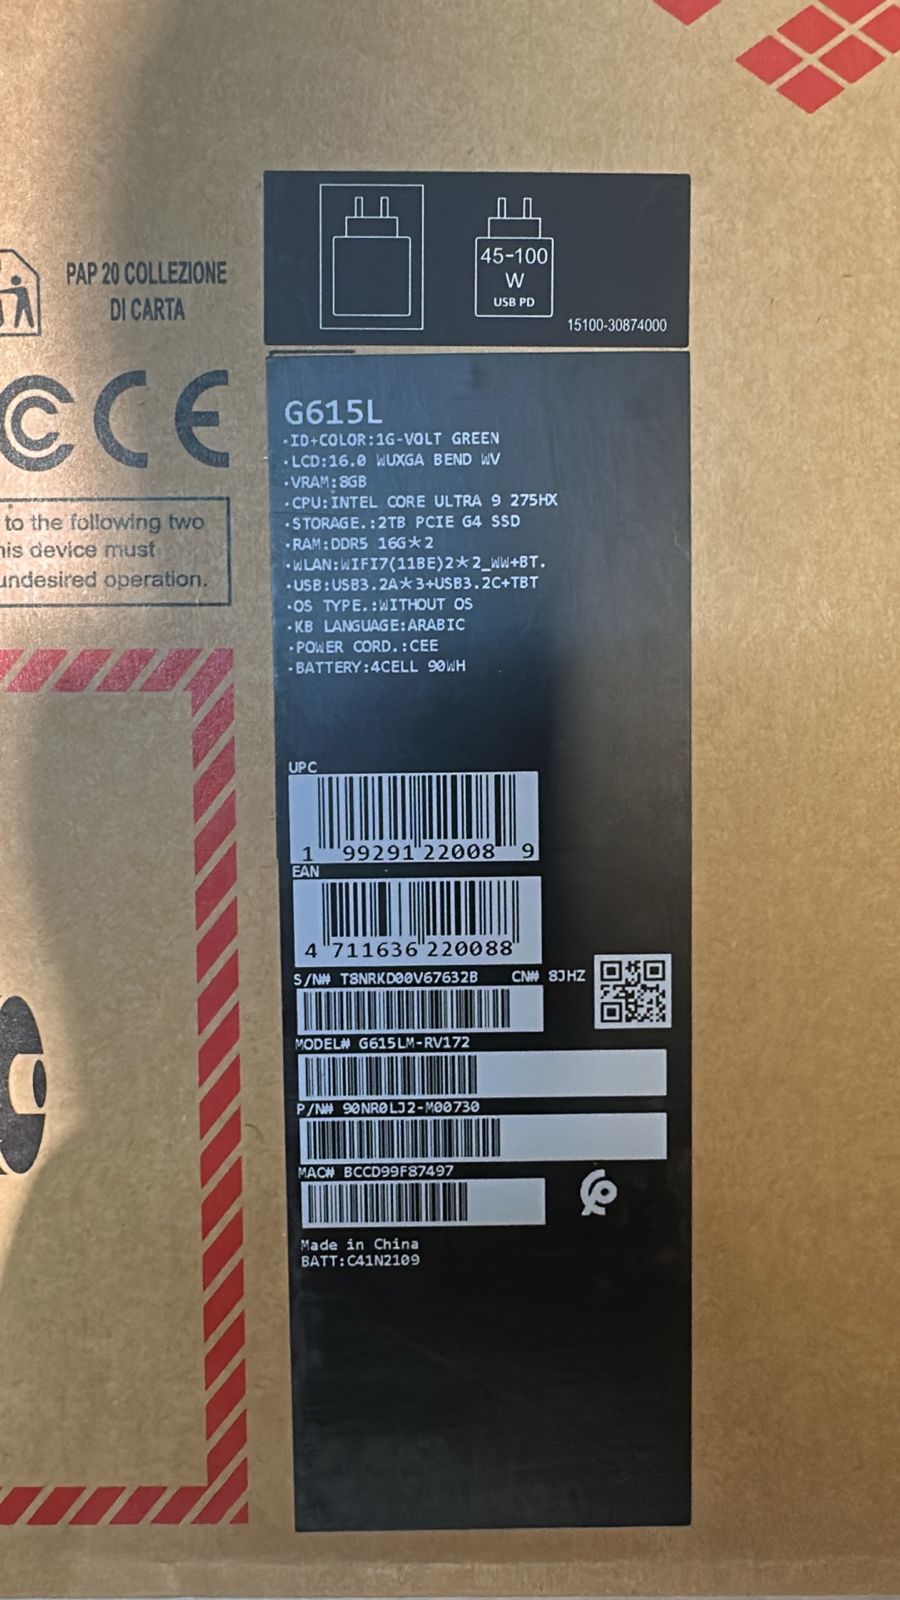 PAP 20 COLLEZIONE
DI CARTA
CE
to the following two
his device must
undesired operation.
45-100
W
USB PD
15100-30874000
G615L
·ID+COLOR:1G-VOLT GREEN
·LCD:16.0 WUXGA BEND WV
·VRAM:8GB
·CPU:INTEL CORE ULTRA 9 275HX
·STORAGE.:2TB PCIE G4 SSD
·RAM:DDR5 16G*2
·WLAN:WIFI7(11BE)2*2_WW+BT.
·USB:USB3.2A*3+USB3.2C+TBT
·OS TYPE.:WITHOUT OS
·KB LANGUAGE:ARABIC
·POWER CORD.:CEE
·BATTERY:4CELL 90WH
UPC
1 99291 22008 9
EAN
4 711636 220088
S/N# T8NRKD00V67632B CN# 8JHZ
MODEL# G615LM-RV172
P/N# 90NR0LJ2-M00730
MAC# BCCD99F87497
Made in China
BATT:C41N2109